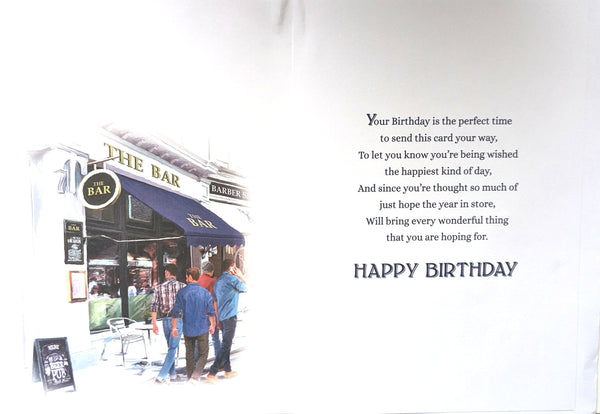 THE BAR
BARBER S
THE
BAR
THE
BAR
BAR
BEER
PUB
Your Birthday is the perfect time
to send this card your way,
To let you know you're being wished
the happiest kind of day,
And since you're thought so much of
just hope the year in store,
Will bring every wonderful thing
that you are hoping for.
HAPPY BIRTHDAY